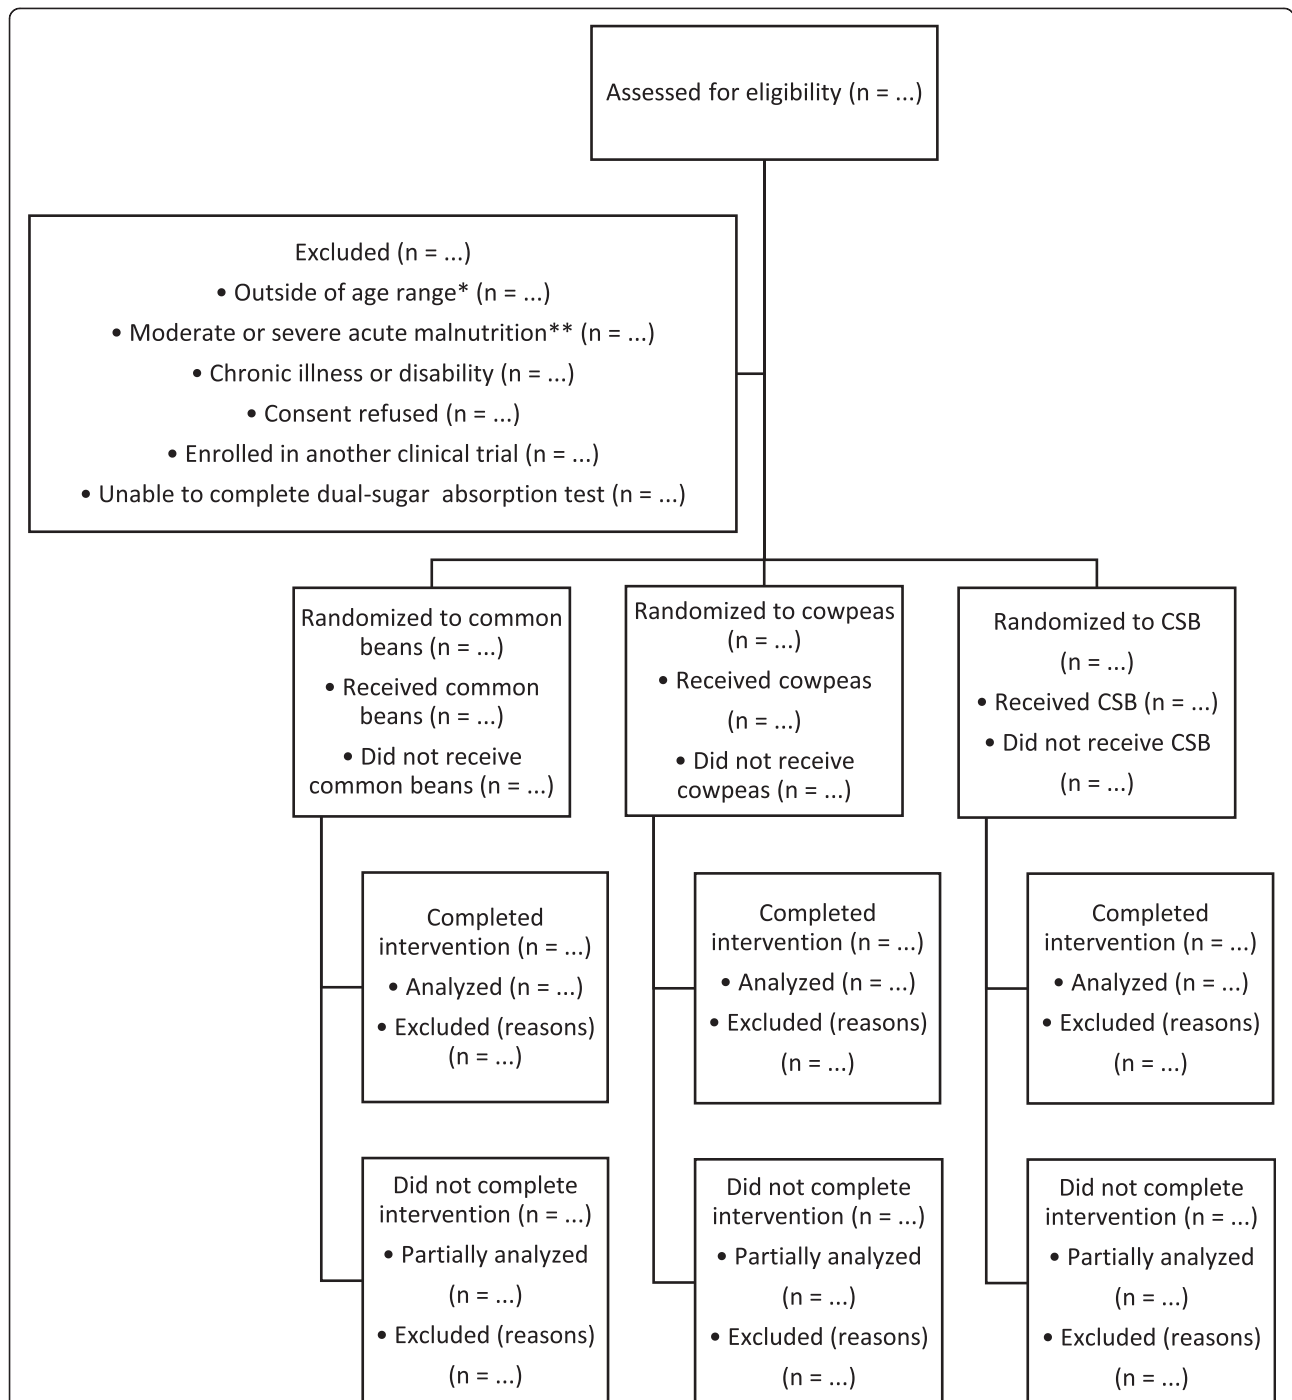 Assessed for eligibility (n = ...)
Excluded (n = ...)
• Outside of age range* (n = ...)
• Moderate or severe acute malnutrition** (n = ...)
• Chronic illness or disability (n = ...)
• Consent refused (n = ...)
• Enrolled in another clinical trial (n = ...)
• Unable to complete dual-sugar absorption test (n = ...)
Randomized to common
beans (n = ...)
• Received common
beans (n = ...)
• Did not receive
common beans (n = ...)
Randomized to cowpeas
(n = ...)
• Received cowpeas
(n = ...)
• Did not receive
cowpeas (n = ...)
Randomized to CSB
(n = ...)
• Received CSB (n = ...)
• Did not receive CSB
(n = ...)
Completed
intervention (n = ...)
• Analyzed (n = ...)
• Excluded (reasons)
(n = ...)
Completed
intervention (n = ...)
• Analyzed (n = ...)
• Excluded (reasons)
(n = ...)
Completed
intervention (n = ...)
• Analyzed (n = ...)
• Excluded (reasons)
(n = ...)
Did not complete
intervention (n = ...)
• Partially analyzed
(n = ...)
• Excluded (reasons)
(n = ...)
Did not complete
intervention (n = ...)
• Partially analyzed
(n = ...)
• Excluded (reasons)
(n = ...)
Did not complete
intervention (n = ...)
• Partially analyzed
(n = ...)
• Excluded (reasons)
(n = ...)